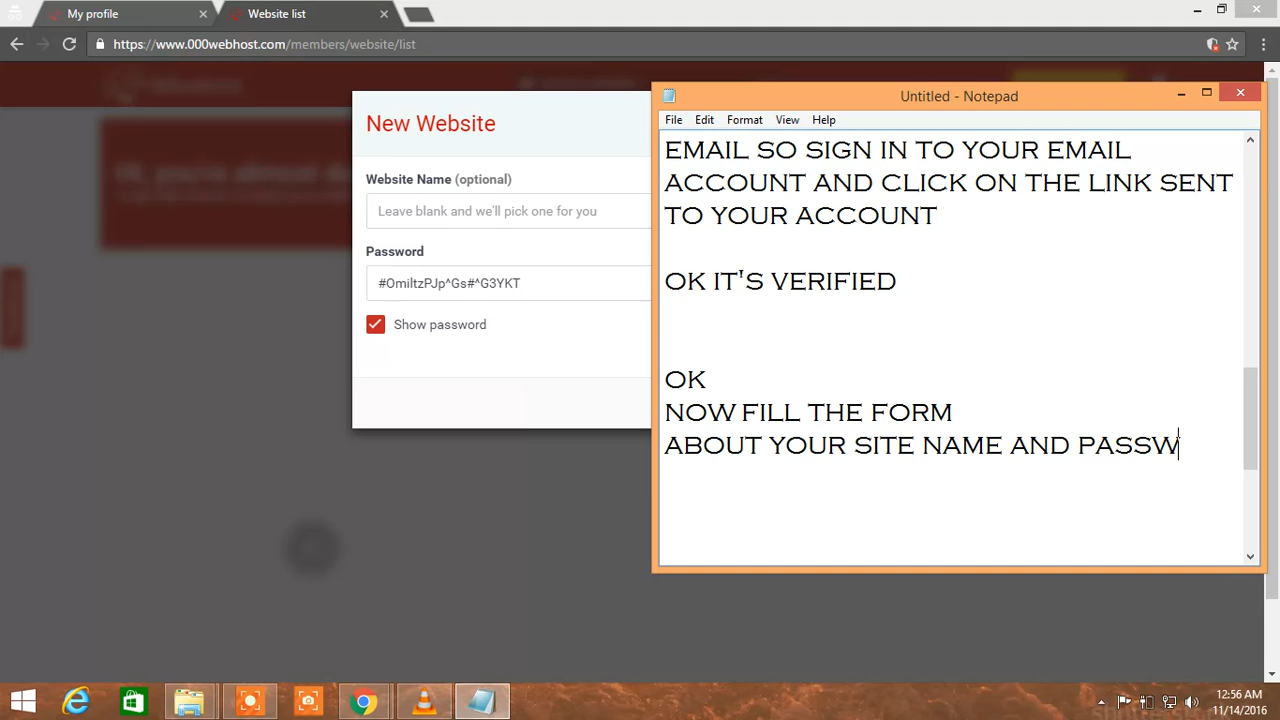 My profile
Website list
https://www.000webhost.com/members/website/list
New Website
Website Name (optional)
Leave blank and we'll pick one for you
Password
#OmiltzPJp^Gs#^G3YKT
Show password
Untitled - Notepad
File Edit Format View Help
EMAIL SO SIGN IN TO YOUR EMAIL
ACCOUNT AND CLICK ON THE LINK SENT
TO YOUR ACCOUNT
OK IT'S VERIFIED
OK
NOW FILL THE FORM
ABOUT YOUR SITE NAME AND PASSW
12:56 AM
11/14/2016